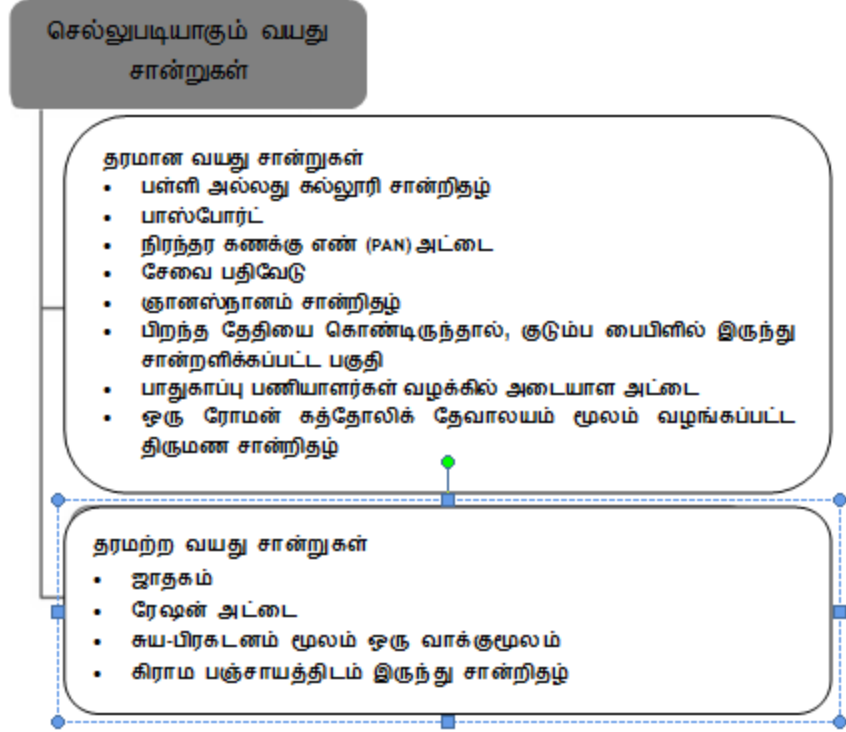 செல்லுபடியாகும் வயது
சான்றுகள்
தரமான வயது சான்றுகள்
• பள்ளி அல்லது கல்லூரி சான்றிதழ்
• பாஸ்போர்ட்
• நிரந்தர கணக்கு எண் (PAN) அட்டை
• சேவை பதிவேடு
• ஞானஸ்நானம் சான்றிதழ்
• பிறந்த தேதியை கொண்டிருந்தால், குடும்ப பைபிளில் இருந்து
சான்றளிக்கப்பட்ட பகுதி
• பாதுகாப்பு பணியாளர்கள் வழக்கில் அடையாள அட்டை
• ஒரு ரோமன் கத்தோலிக் தேவாலயம் மூலம் வழங்கப்பட்ட
திருமண சான்றிதழ்
தரமற்ற வயது சான்றுகள்
• ஜாதகம்
• ரேஷன் அட்டை
• சுய-பிரகடனம் மூலம் ஒரு வாக்குமூலம்
• கிராம பஞ்சாயத்திடம் இருந்து சான்றிதழ்